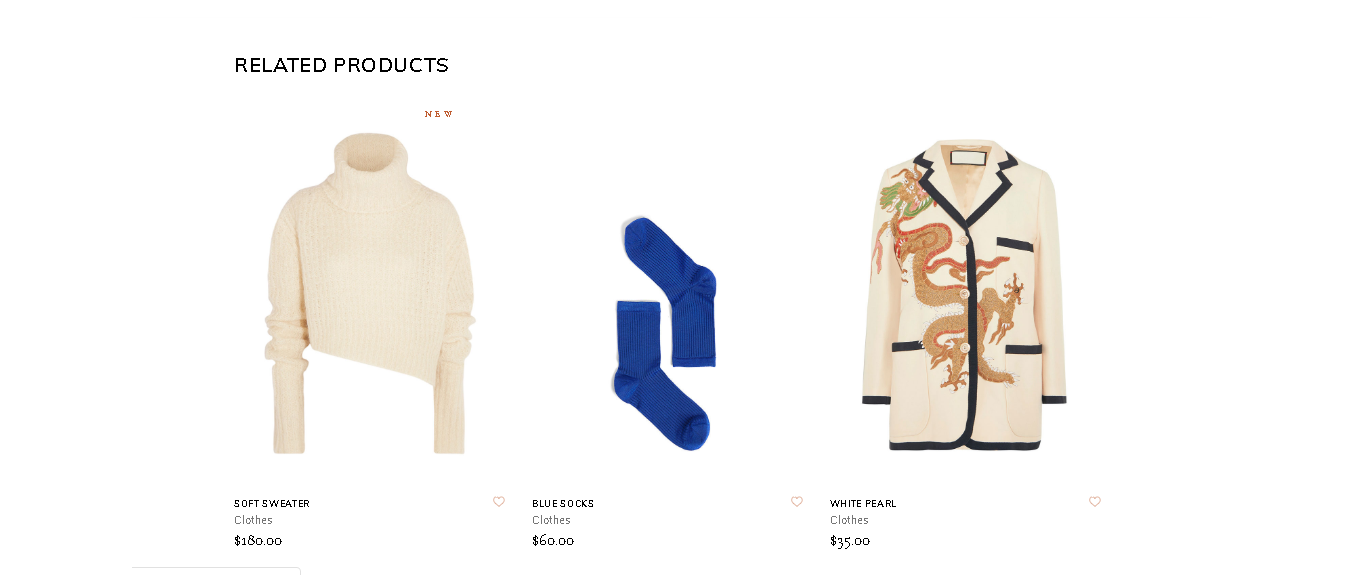 RELATED PRODUCTS
NEW
SOFT SWEATER
Clothes
$180.00
BLUE SOCKS
Clothes
$60.00
WHITE PEARL
Clothes
$35.00